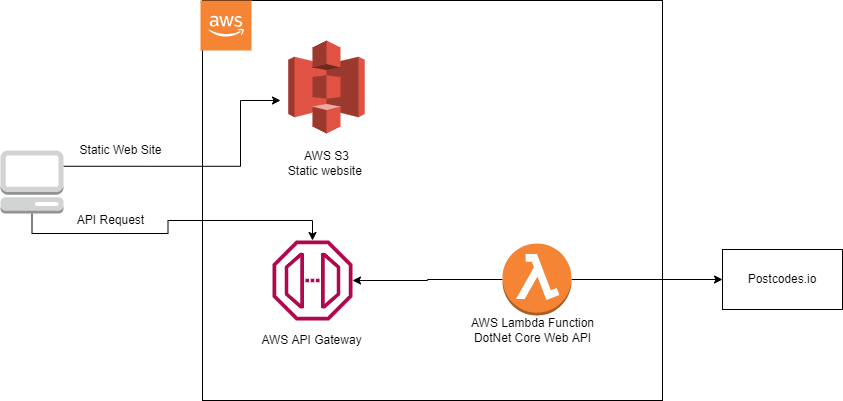 aws
AWS S3
Static website
Static Web Site
API Request
AWS API Gateway
AWS Lambda Function
DotNet Core Web API
Postcodes.io